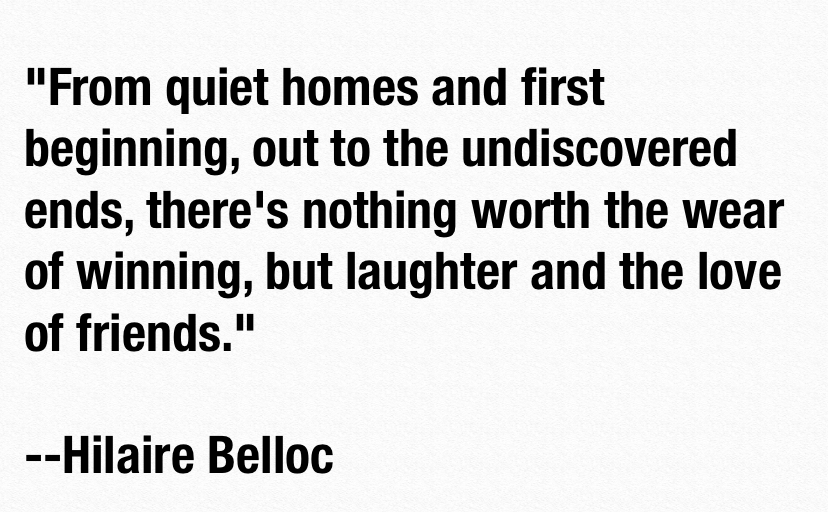 "From quiet homes and first
beginning, out to the undiscovered
ends, there's nothing worth the wear
of winning, but laughter and the love
of friends."
--Hilaire Belloc